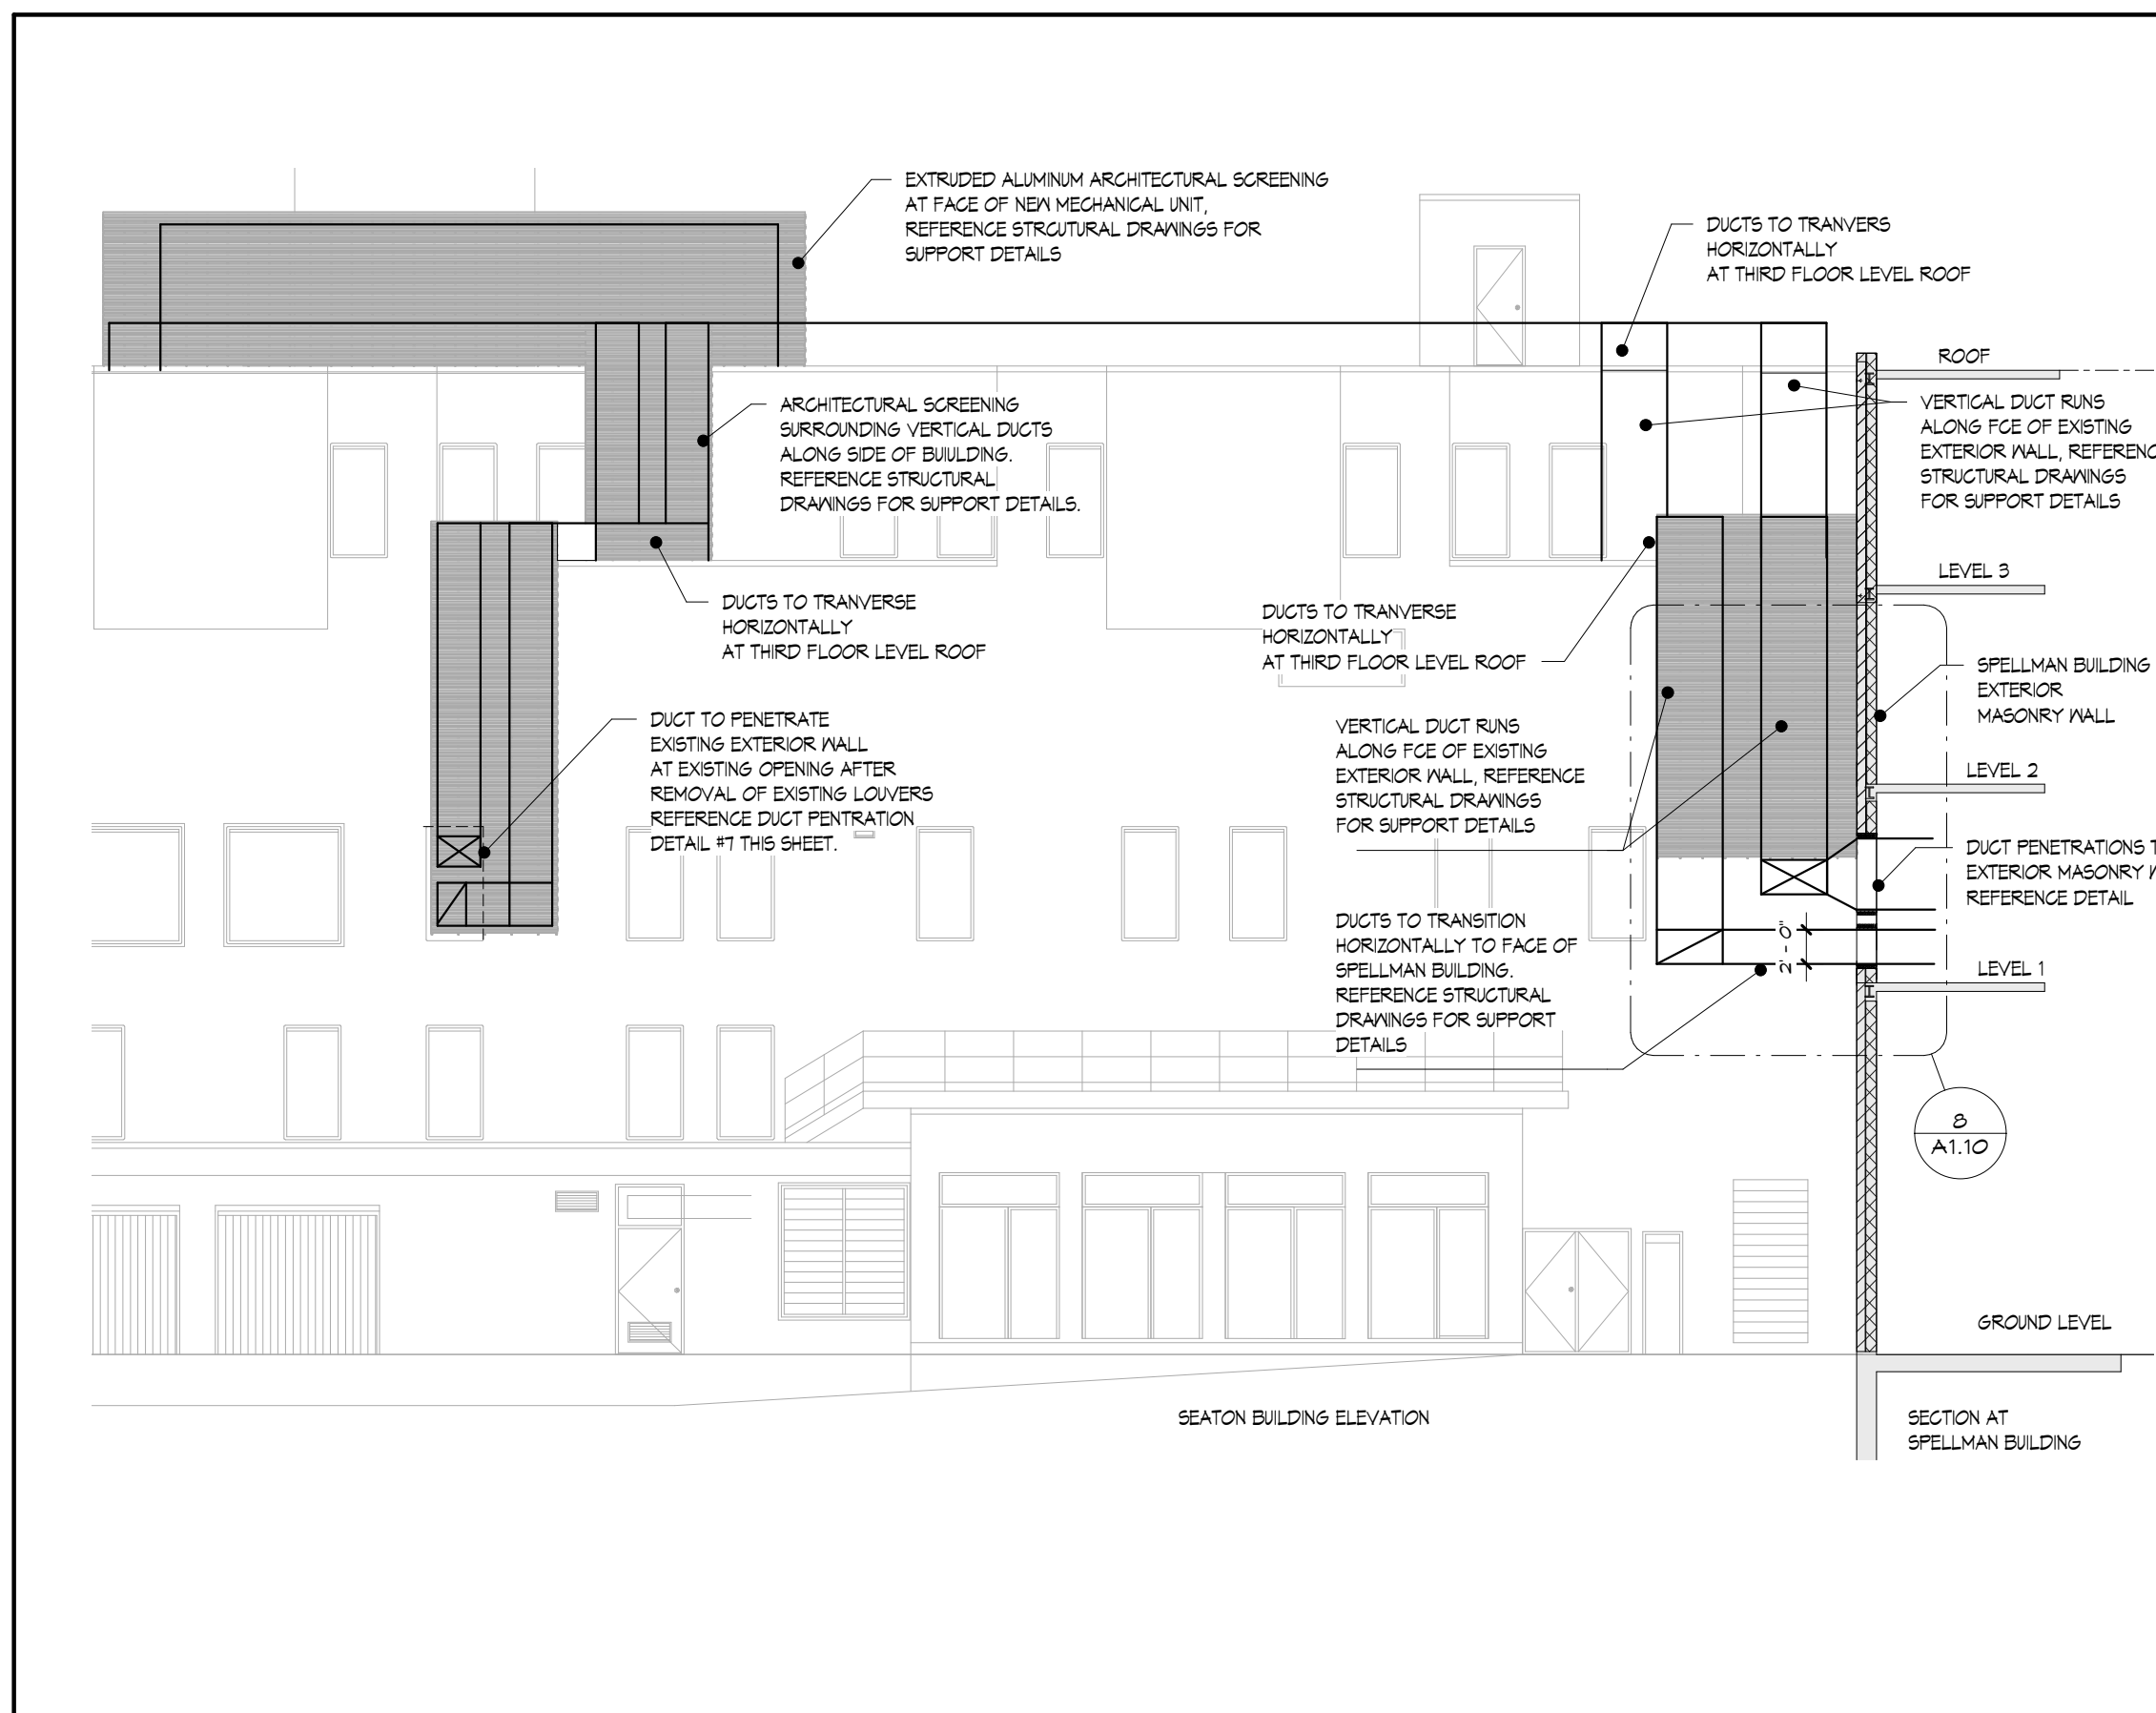 EXTRUDED ALUMINUM ARCHITECTURAL SCREENING
AT FACE OF NEW MECHANICAL UNIT,
REFERENCE STRCUTURAL DRAWINGS FOR
SUPPORT DETAILS
DUCTS TO TRANVERS
HORIZONTALLY
AT THIRD FLOOR LEVEL ROOF
ROOF
ARCHITECTURAL SCREENING
SURROUNDING VERTICAL DUCTS
ALONG SIDE OF BUIULDING.
REFERENCE STRUCTURAL
DRAWINGS FOR SUPPORT DETAILS.
VERTICAL DUCT RUNS
ALONG FCE OF EXISTING
EXTERIOR WALL, REFERENC
STRUCTURAL DRAWINGS
FOR SUPPORT DETAILS
LEVEL 3
DUCTS TO TRANVERSE
HORIZONTALLY
AT THIRD FLOOR LEVEL ROOF
DUCTS TO TRANVERSE
HORIZONTALLY
AT THIRD FLOOR LEVEL ROOF
SPELLMAN BUILDING
EXTERIOR
MASONRY WALL
DUCT TO PENETRATE
EXISTING EXTERIOR WALL
AT EXISTING OPENING AFTER
REMOVAL OF EXISTING LOUVERS
REFERENCE DUCT PENTRATION
DETAIL #7 THIS SHEET.
VERTICAL DUCT RUNS
ALONG FCE OF EXISTING
EXTERIOR WALL, REFERENCE
STRUCTURAL DRAWINGS
FOR SUPPORT DETAILS
LEVEL 2
DUCT PENETRATIONS T
EXTERIOR MASONRY W
REFERENCE DETAIL
DUCTS TO TRANSITION
HORIZONTALLY TO FACE OF
SPELLMAN BUILDING.
REFERENCE STRUCTURAL
DRAWINGS FOR SUPPORT
DETAILS
2' - 0"
LEVEL 1
8
A1.10
GROUND LEVEL
SEATON BUILDING ELEVATION
SECTION AT
SPELLMAN BUILDING